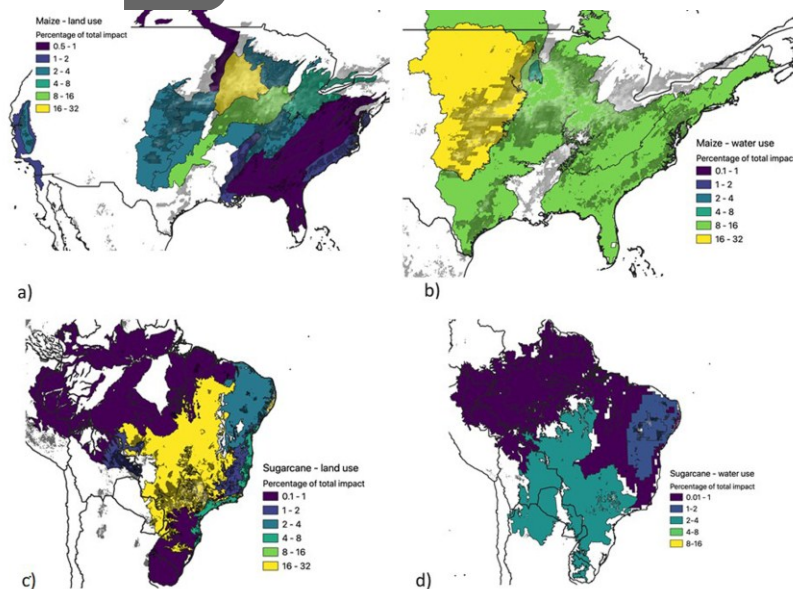 Maize - land use
Percentage of total impact
0.5 - 1
1 - 2
2 - 4
4 - 8
8 - 16
16 - 32
a)
Maize - water use
Percentage of total impact
0.1 - 1
1 - 2
2 - 4
4 - 8
8 - 16
16 - 32
b)
Sugarcane - land use
Percentage of total impact
0.1 - 1
1 - 2
2 - 4
4 - 8
8 - 16
16 - 32
c)
Sugarcane - water use
Percentage of total impact
0.01 - 1
1-2
2-4
4-8
8-16
d)